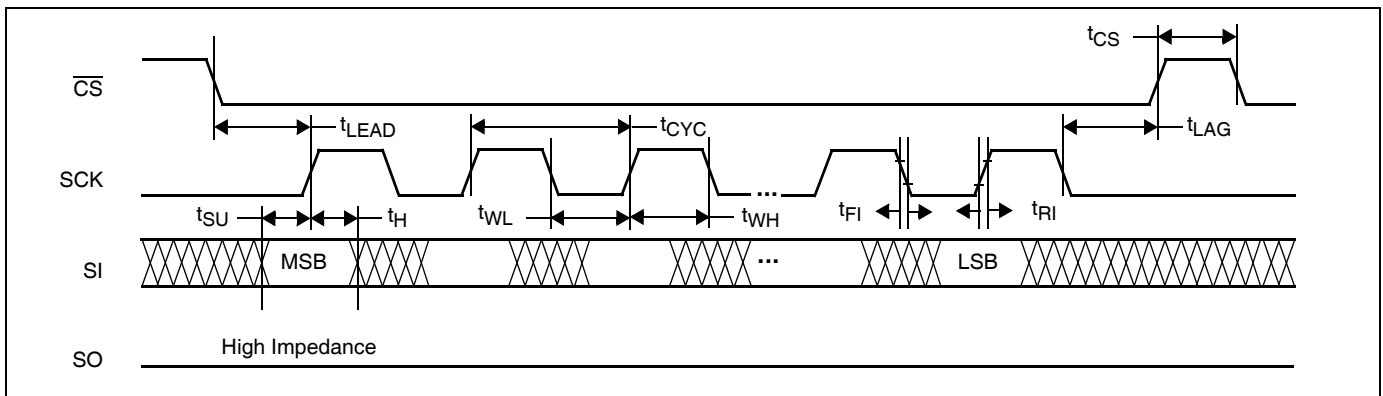 tCS
CS
tLEAD
tCYC
tLAG
SCK
...
tSU
tH
tWL
tWH
tFI
tRI
SI
MSB
...
LSB
High Impedance
SO